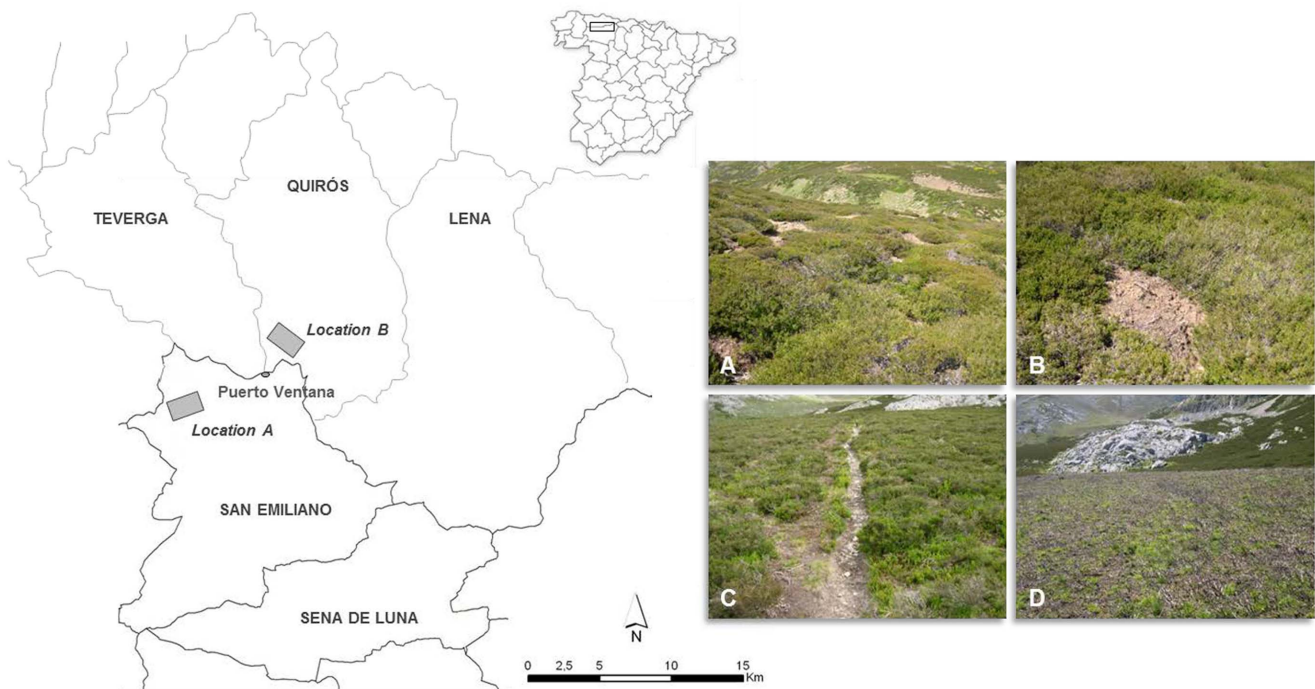 QUIRÓS
TEVERGA
LENA
Location B
Puerto Ventana
Location A
SAN EMILIANO
SENA DE LUNA
N
0 2.5 5 10 15
Km
A
B
C
D